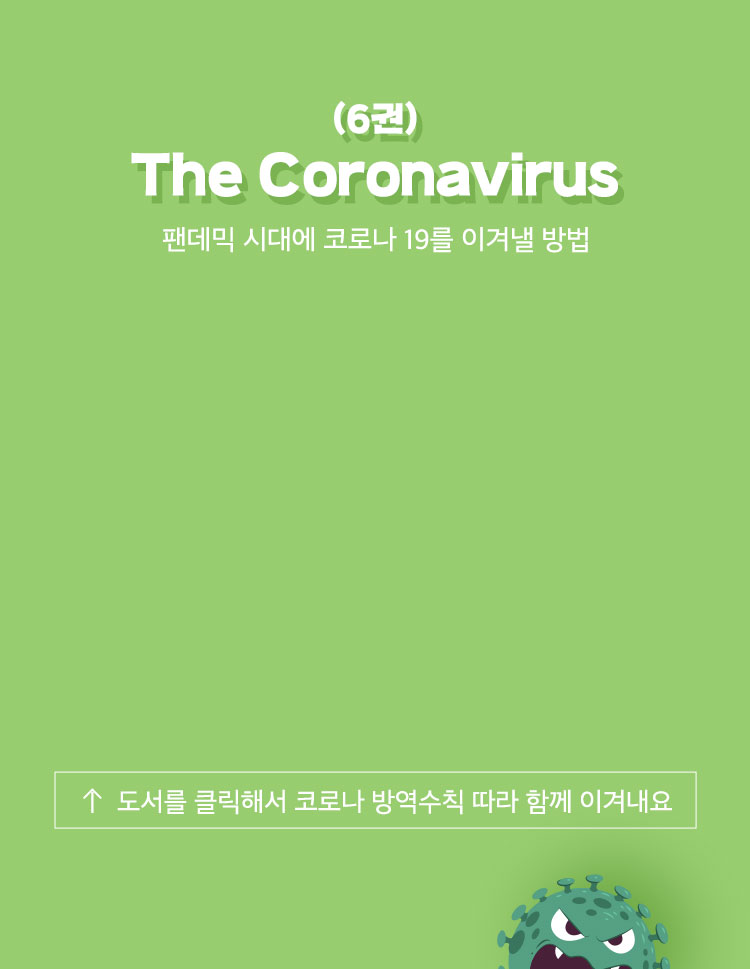 (6권)
The Coronavirus
팬데믹 시대에 코로나 19를 이겨낼 방법
↑ 도서를 클릭해서 코로나 방역수칙 따라 함께 이겨내요